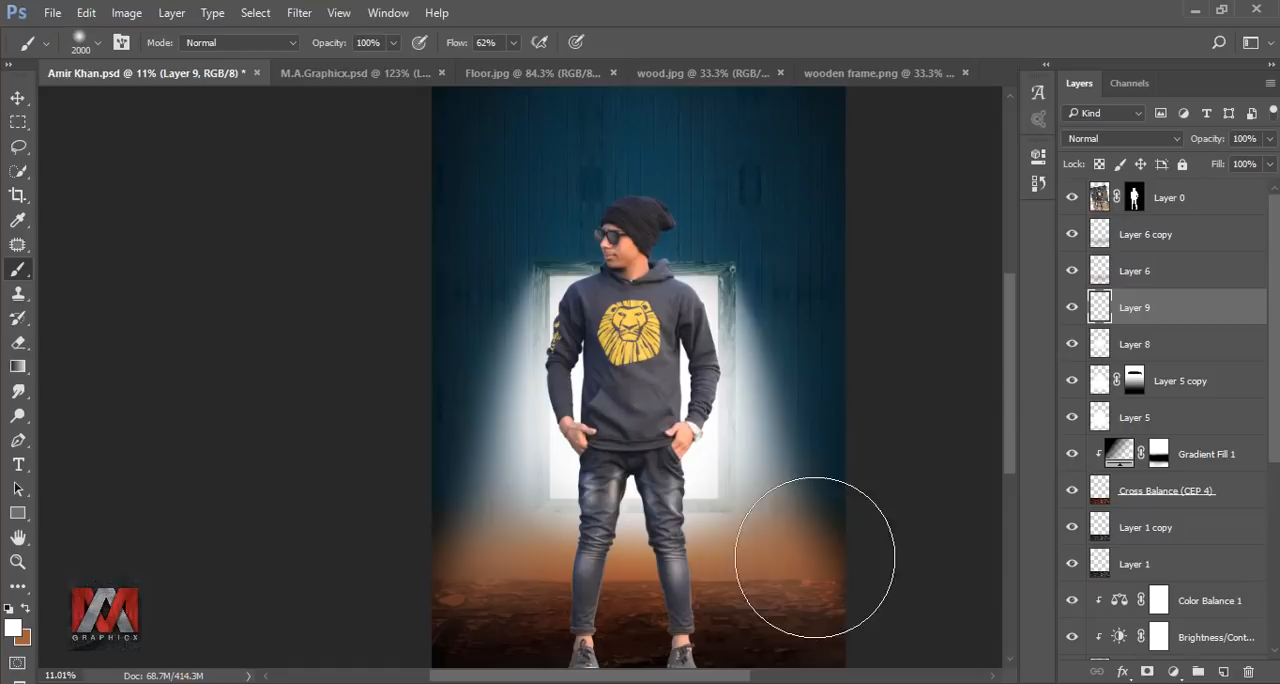 Ps File Edit Image Layer Type Select Filter View Window Help
2000 Mode: Normal Opacity: 100% Flow: 62%
Amir Khan.psd @ 11% (Layer 9, RGB/8) * × M.A.Graphicx.psd @ 123% (L... × Floor.jpg @ 84.3% (RGB/8... × wood.jpg @ 33.3% (RGB/... × wooden frame.png @ 33.3% ... ×
Layers Channels
Kind
Normal Opacity: 100%
Lock: Fill: 100%
Layer 0
Layer 6 copy
Layer 6
Layer 9
Layer 8
Layer 5 copy
Layer 5
Gradient Fill 1
Cross Balance (CEP 4)
Layer 1 copy
Layer 1
Color Balance 1
Brightness/Cont...
MA
GRAPHICX
11.01% Doc: 68.7M/414.3M